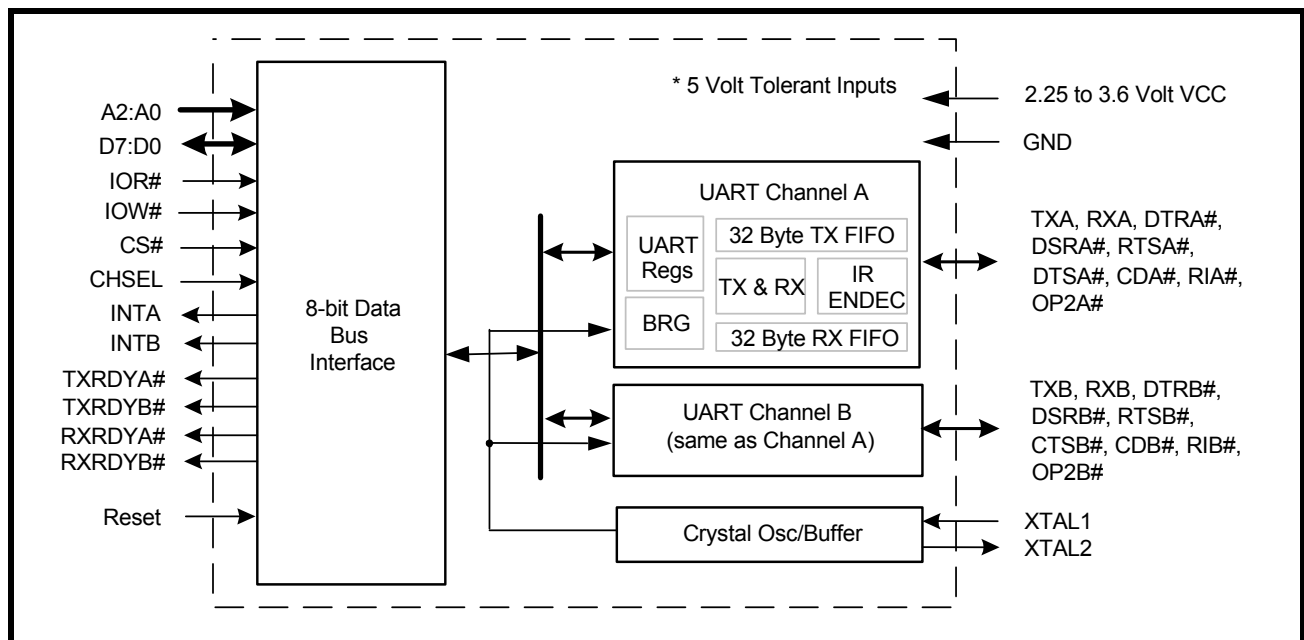 A2:A0
D7:D0
IOR#
IOW#
CS#
CHSEL
INTA
INTB
TXRDYA#
TXRDYB#
RXRDYA#
RXRDYB#
Reset
8-bit Data
Bus
Interface
* 5 Volt Tolerant Inputs
UART Channel A
UART
Regs
BRG
32 Byte TX FIFO
TX & RX
IR
ENDEC
32 Byte RX FIFO
UART Channel B
(same as Channel A)
Crystal Osc/Buffer
2.25 to 3.6 Volt VCC
GND
TXA, RXA, DTRA#,
DSRA#, RTSA#,
DTSA#, CDA#, RIA#,
OP2A#
TXB, RXB, DTRB#,
DSRB#, RTSB#,
CTSB#, CDB#, RIB#,
OP2B#
XTAL1
XTAL2